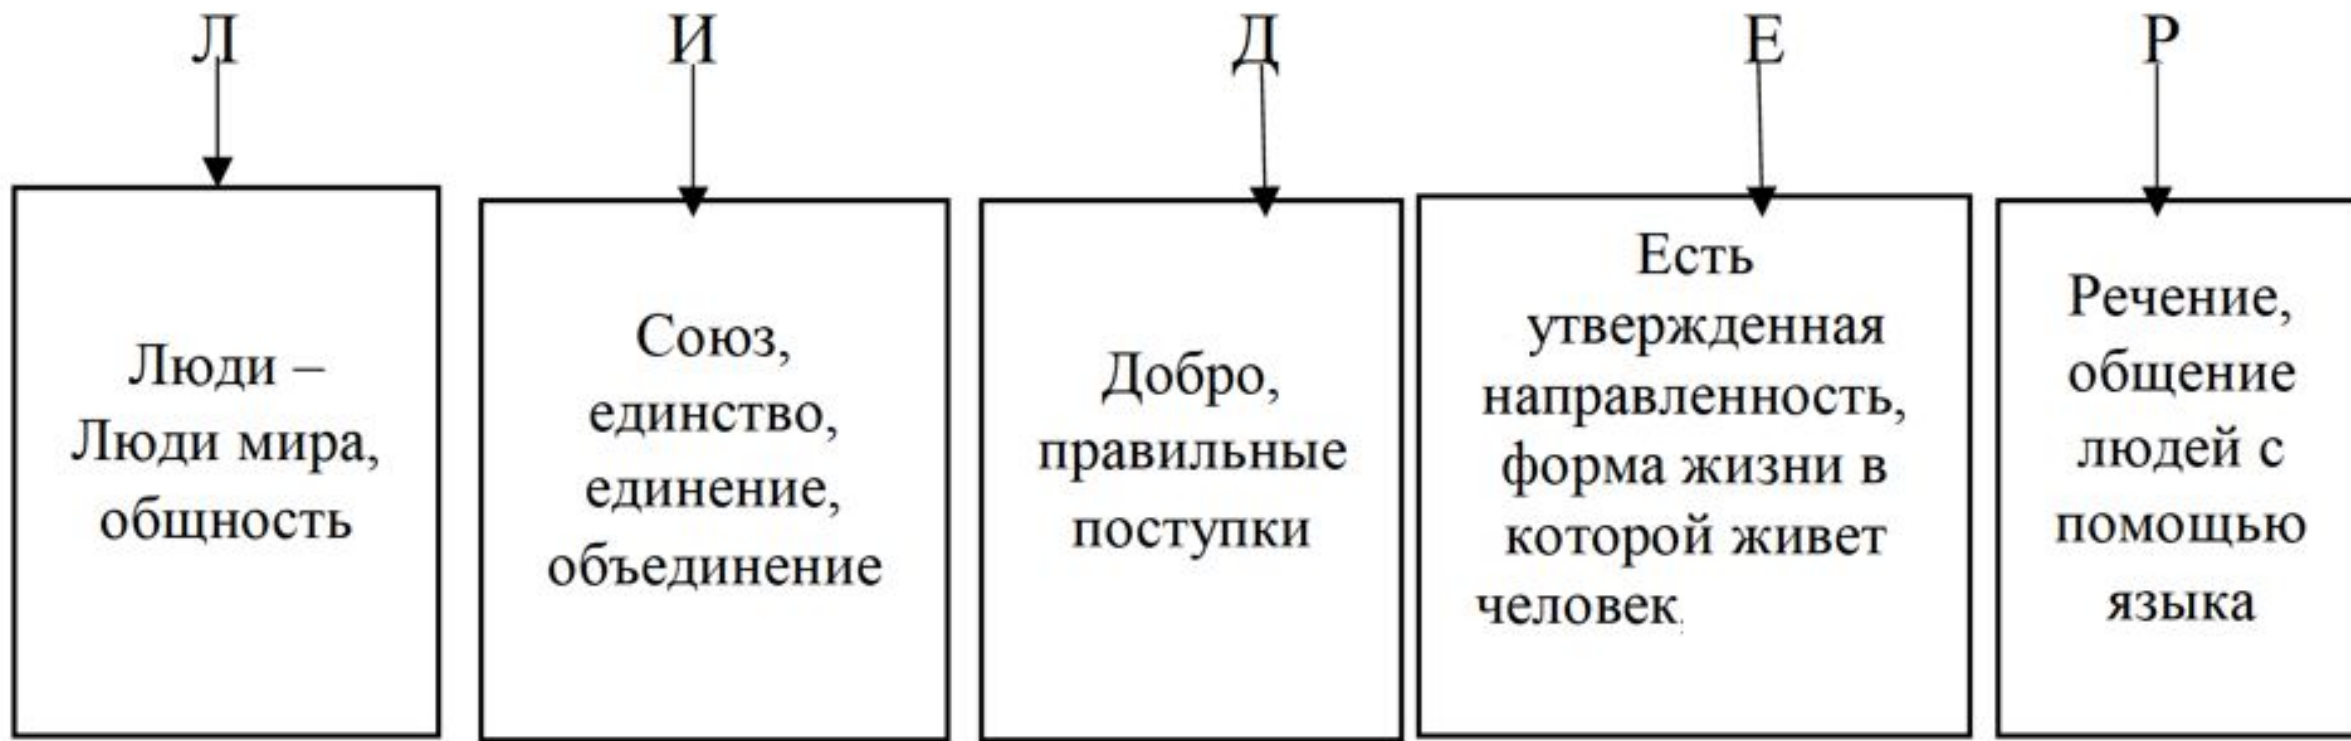 Л И Д Е Р
Люди –
Люди мира,
общность
Союз,
единство,
единение,
объединение
Добро,
правильные
поступки
Есть
утвержденная
направленность,
форма жизни в
которой живет
человек.
Речение,
общение
людей с
помощью
языка